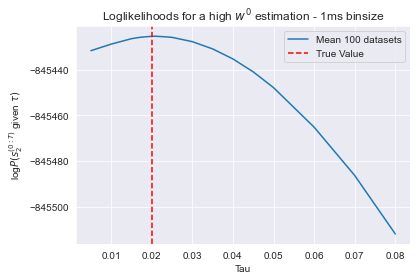 Loglikelihoods for a high w⁰ estimation - 1ms binsize
Mean 100 datasets
True Value
−845440
−845460
−845480
−845500
logP(s₂^(0:T) given τ)
0.01 0.02 0.03 0.04 0.05 0.06 0.07 0.08
Tau